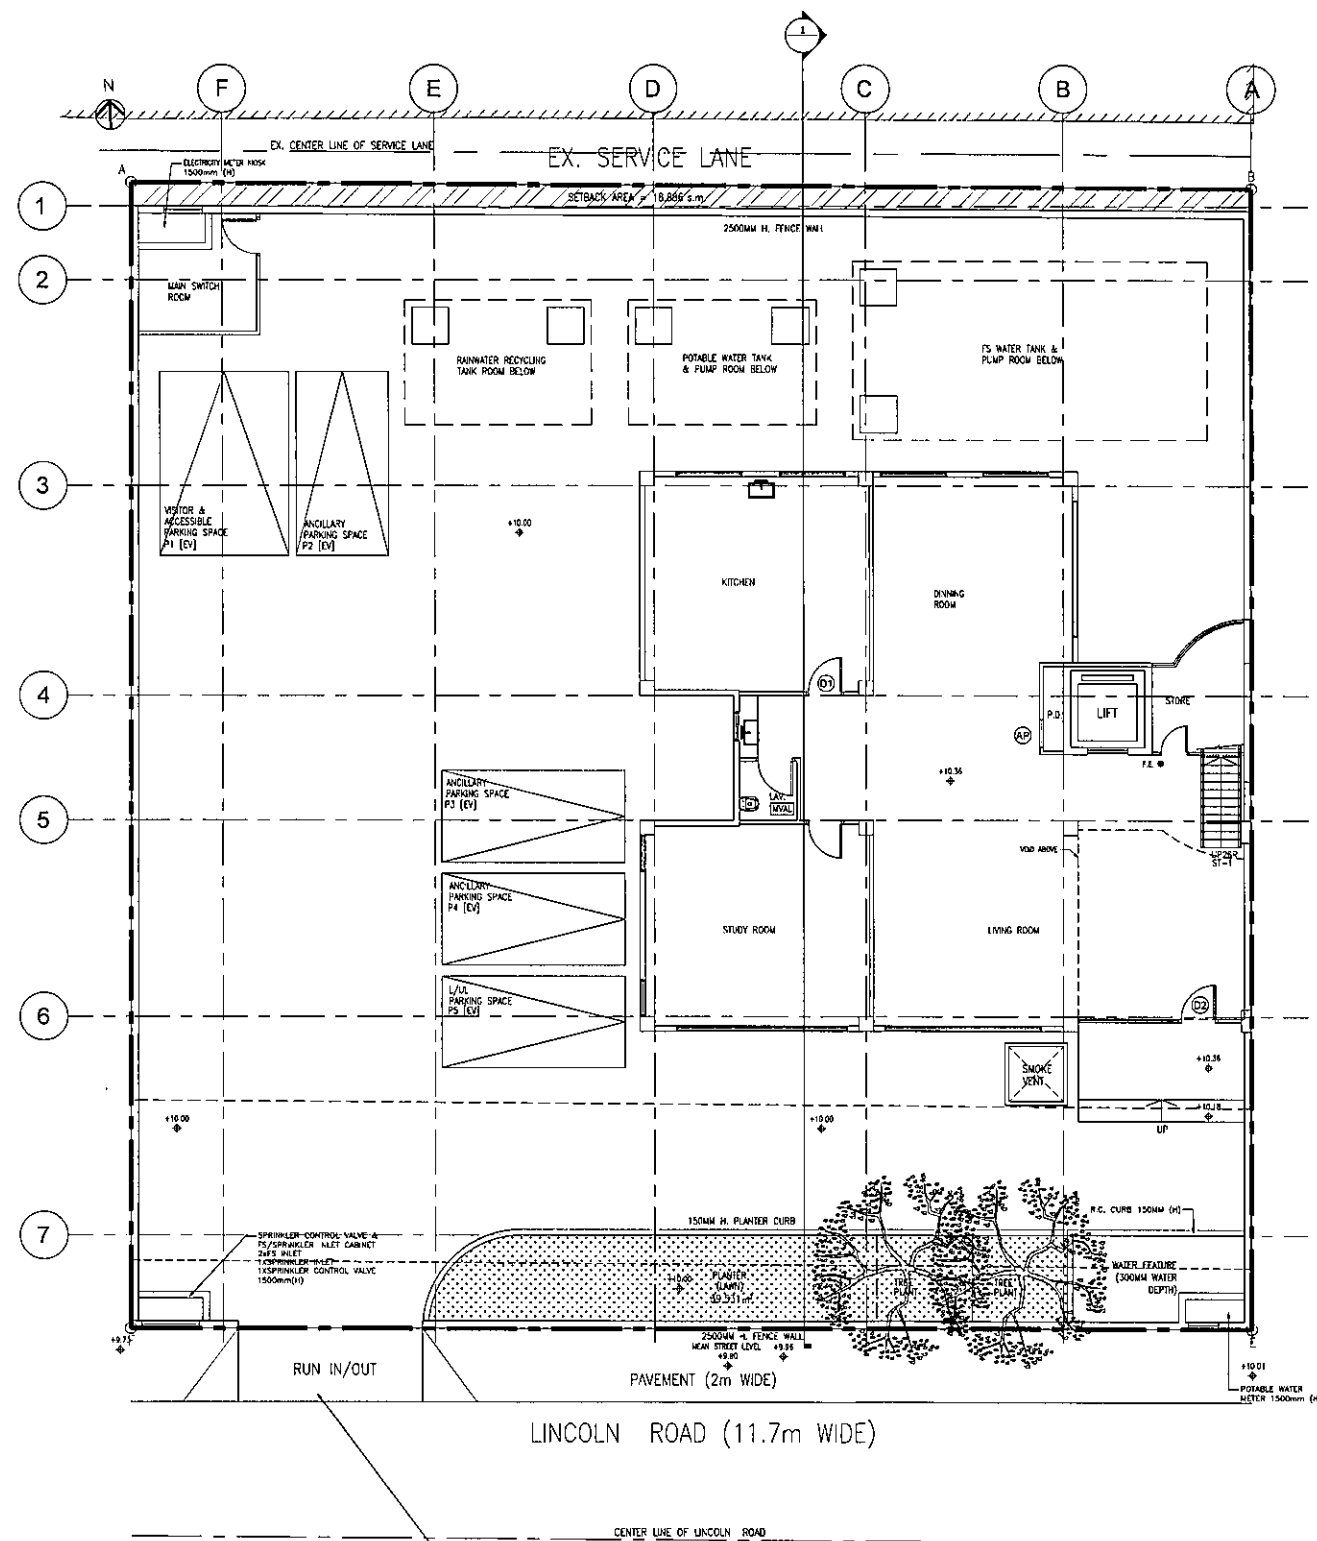 1
N
F
E
D
C
B
A
EX. CENTER LINE OF SERVICE LANE
EX. SERVICE LANE
ELECTRICITY METER KIOSK
1500mm (H)
A
B
1
SETBACK AREA = 18.886 s.m.
2500MM H. FENCE WALL
2
MAIN SWITCH
ROOM
RAINWATER RECYCLING
TANK ROOM BELOW
POTABLE WATER TANK
& PUMP ROOM BELOW
FS WATER TANK &
PUMP ROOM BELOW
3
VISITOR &
ACCESSIBLE
PARKING SPACE
P1 [EV]
ANCILLARY
PARKING SPACE
P2 [EV]
+10.00
KITCHEN
DINNING
ROOM
4
D1
P.D.
LIFT
STORE
AP
F.E.
+10.36
ANCILLARY
PARKING SPACE
P3 [EV]
LAV.
MVAL
5
VOID ABOVE
UP26R
ST-1
ANCILLARY
PARKING SPACE
P4 [EV]
STUDY ROOM
LIVING ROOM
L/UL
PARKING SPACE
P5 [EV]
D2
6
SMOKE
VENT
+10.36
+10.18
UP
+10.00
+10.00
7
150MM H. PLANTER CURB
R.C. CURB 150MM (H)
SPRINKLER CONTROL VALVE &
FS/SPRINKLER INLET CABINET
2xFS INLET
1XSPRINKLER INLET
1XSPRINKLER CONTROL VALVE
1500mm(H)
+10.00
PLANTER
(LAWN)
TREE
PLANT
TREE
PLANT
WATER FEATURE
(300MM WATER
DEPTH)
2500MM H. FENCE WALL
MEAN STREET LEVEL
+9.80
RUN IN/OUT
PAVEMENT (2m WIDE)
+10.01
POTABLE WATER
METER 1500mm (H
LINCOLN ROAD (11.7m WIDE)
CENTER LINE OF LINCOLN ROAD